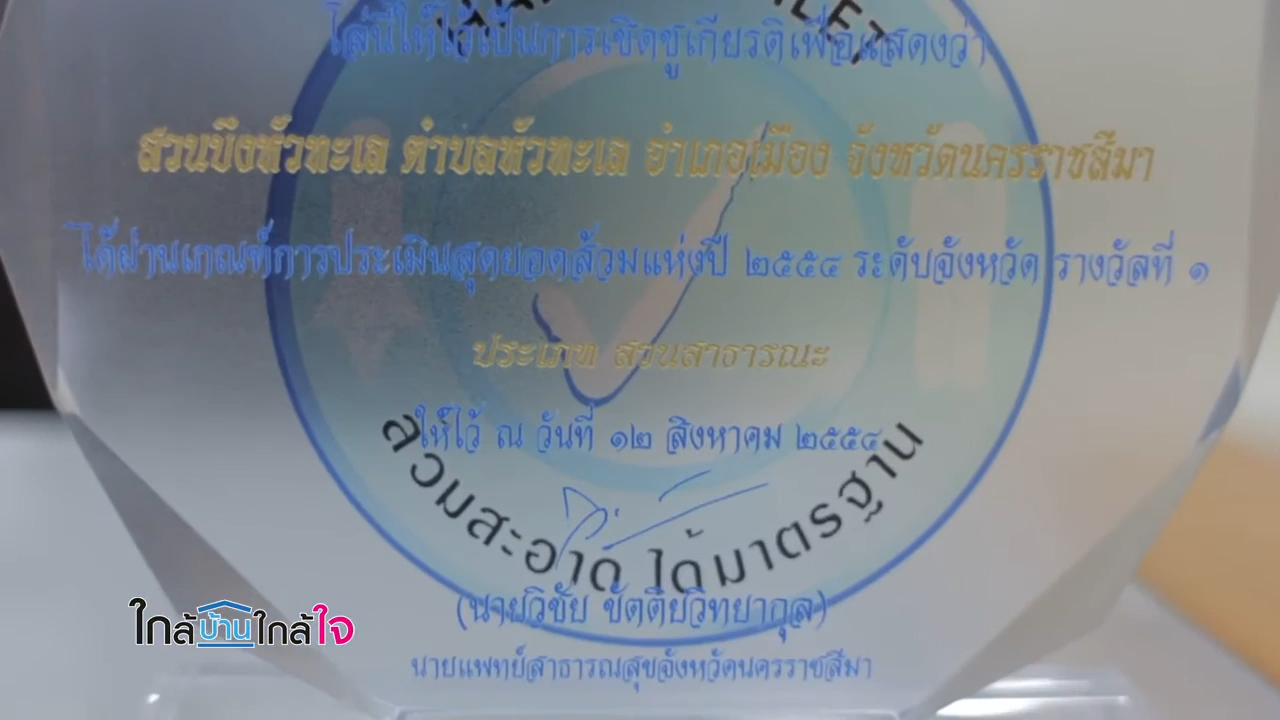 โล่นี้ให้ไว้เป็นการเชิดชูเกียรติเพื่อแสดงว่า
สวนบึงหัวทะเล ตำบลหัวทะเล อำเภอเมือง จังหวัดนครราชสีมา
ได้ผ่านเกณฑ์การประเมินสุดยอดส้วมแห่งปี ๒๕๕๔ ระดับจังหวัด รางวัลที่ ๑
ประเภท สวนสาธารณะ
ให้ไว้ ณ วันที่ ๑๒ สิงหาคม ๒๕๕๔
ส้วมสะอาด ได้มาตรฐาน
(นายวิชัย ขัตติยวิทยากุล)
นายแพทย์สาธารณสุขจังหวัดนครราชสีมา
ใกล้บ้านใกล้ใจ